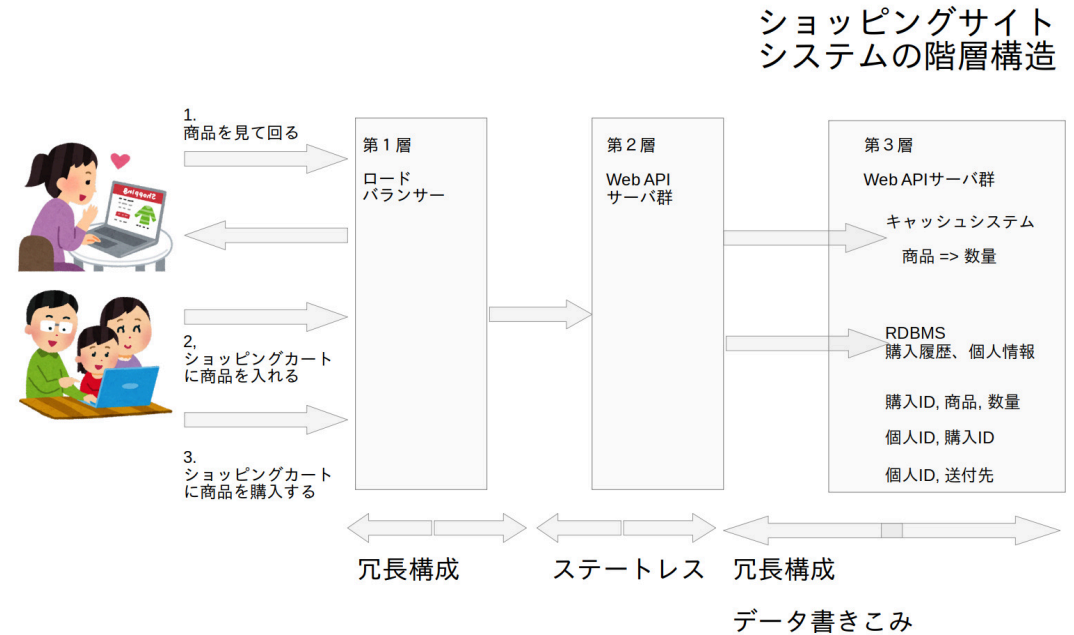 ショッピングサイト
システムの階層構造
1.
商品を見て回る
2,
ショッピングカート
に商品を入れる
3.
ショッピングカート
に商品を購入する
第１層
ロード
バランサー
第２層
Web API
サーバ群
第３層
Web APIサーバ群
キャッシュシステム
商品 => 数量
RDBMS
購入履歴、個人情報
購入ID, 商品, 数量
個人ID, 購入ID
個人ID, 送付先
冗長構成
ステートレス
冗長構成
データ書きこみ